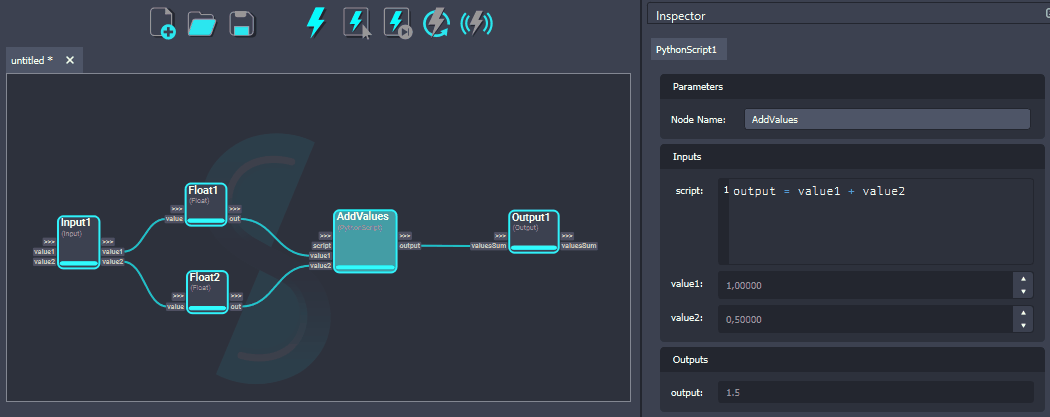 untitled *
Input1
(Input)
>>> >>>
value1 value1
value2 value2
Float1
(Float)
>>> >>>
value out
Float2
(Float)
>>> >>>
value out
AddValues
(PythonScript)
>>> >>>
script output
value1
value2
Output1
(Output)
>>> >>>
valuesSum valuesSum
Inspector
PythonScript1
Parameters
Node Name: AddValues
Inputs
script: 1 output = value1 + value2
value1: 1,00000
value2: 0,50000
Outputs
output: 1.5